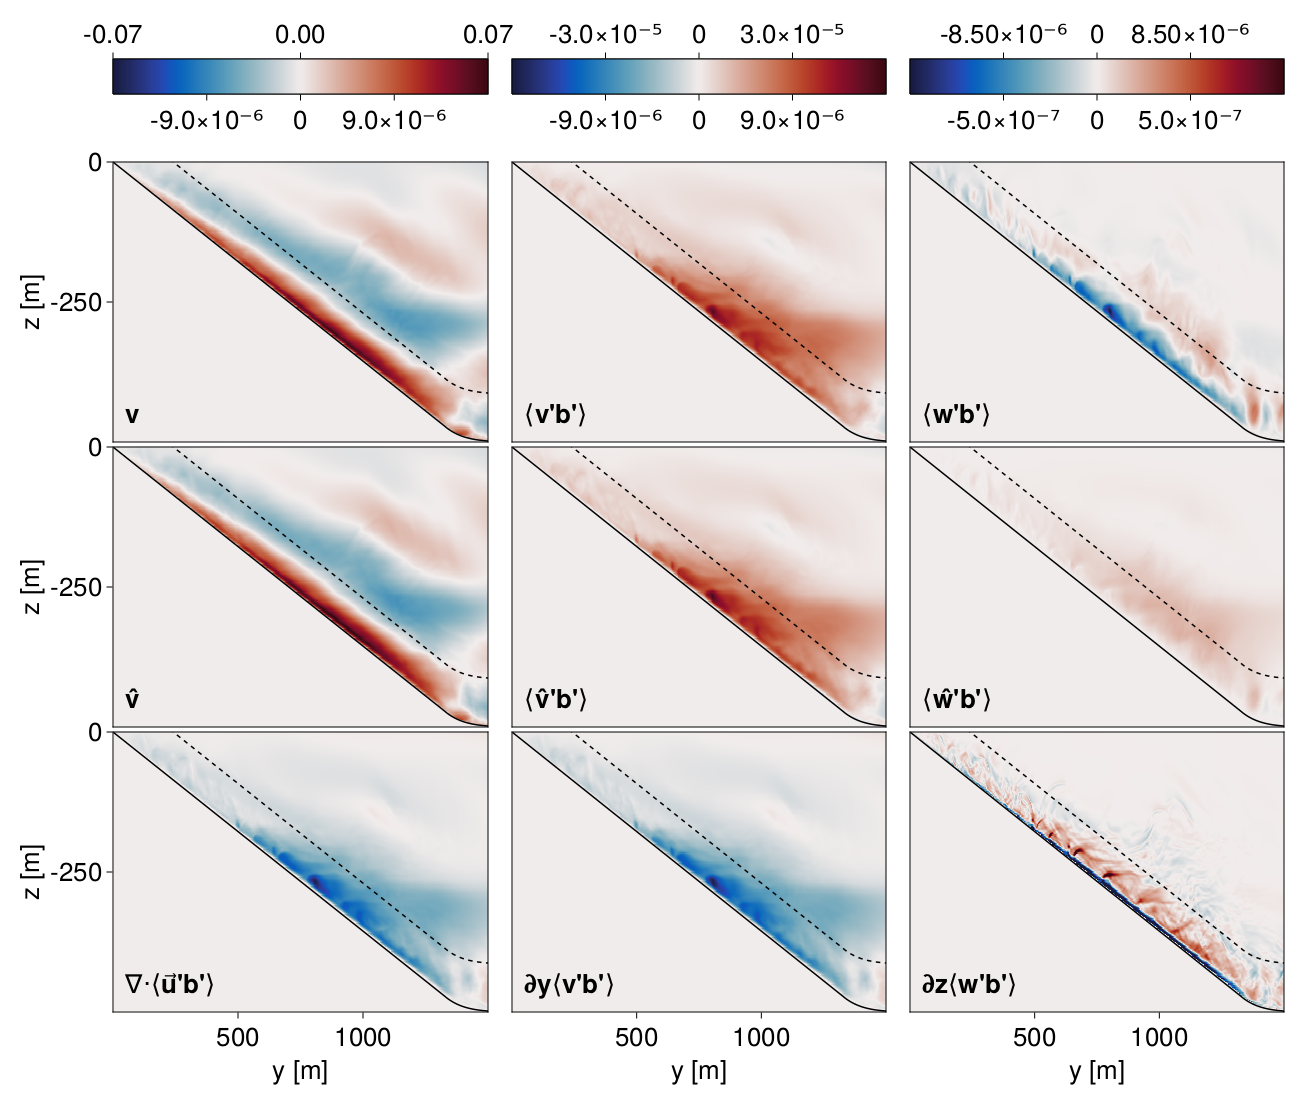 -0.07 0.00 0.07 -3.0×10⁻⁵ 0 3.0×10⁻⁵ -8.50×10⁻⁶ 0 8.50×10⁻⁶
-9.0×10⁻⁶ 0 9.0×10⁻⁶ -9.0×10⁻⁶ 0 9.0×10⁻⁶ -5.0×10⁻⁷ 0 5.0×10⁻⁷
0
z [m] -250
v ⟨v'b'⟩ ⟨w'b'⟩
0
z [m] -250
v̂ ⟨v̂'b'⟩ ⟨ŵ'b'⟩
0
z [m] -250
∇·⟨u⃗'b'⟩ ∂y⟨v'b'⟩ ∂z⟨w'b'⟩
500 1000 500 1000 500 1000
y [m] y [m] y [m]